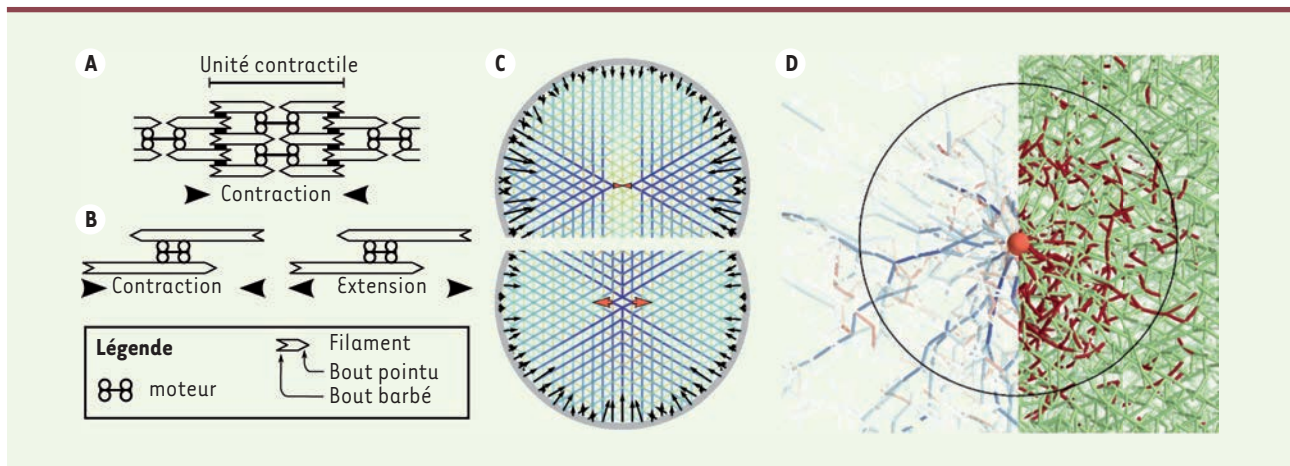 A
Unité contractile
Contraction
B
Contraction
Extension
Légende
moteur
Filament
Bout pointu
Bout barbé
C
D